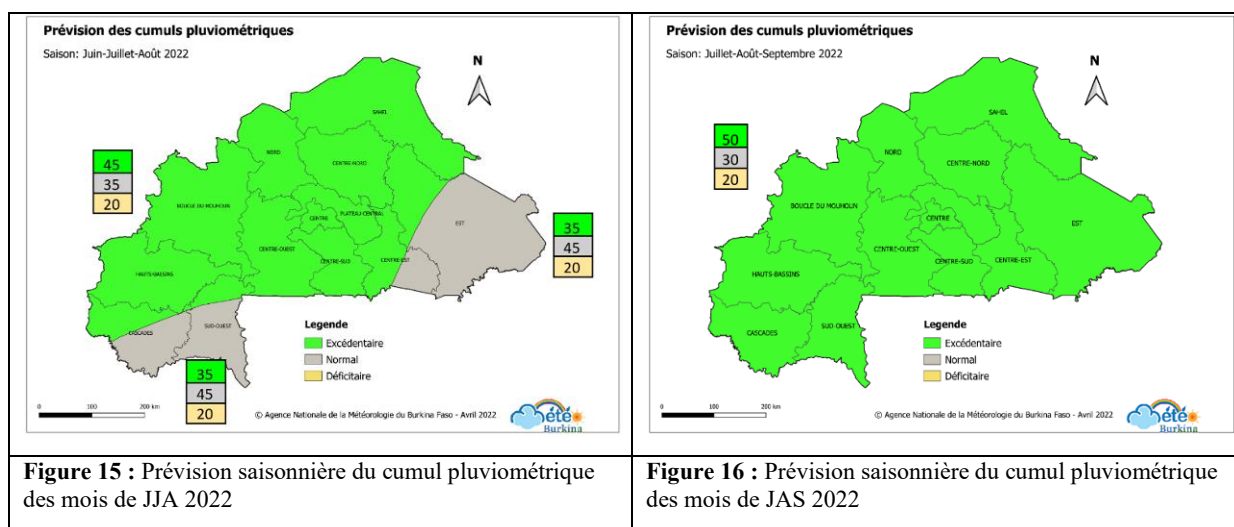 Prévision des cumuls pluviométriques
Saison: Juin-Juillet-Août 2022
N
SAHEL
NORD
CENTRE-NORD
45
35
20
BOUCLE DU MOUHOUN
CENTRE
PLATEAU-CENTRAL
EST
35
45
20
CENTRE-OUEST
CENTRE-SUD
CENTRE-EST
HAUTS-BASSINS
CASCADES
SUD-OUEST
Legende
Excédentaire
Normal
Déficitaire
35
45
20
0 100 200 km
© Agence Nationale de la Météorologie du Burkina Faso - Avril 2022
Météo
Burkina
Figure 15 : Prévision saisonnière du cumul pluviométrique
des mois de JJA 2022
Prévision des cumuls pluviométriques
Saison: Juillet-Août-Septembre 2022
N
SAHEL
50
30
20
NORD
CENTRE-NORD
BOUCLE DU MOUHOUN
CENTRE
EST
CENTRE-OUEST
CENTRE-SUD
CENTRE-EST
HAUTS-BASSINS
CASCADES
SUD-OUEST
Legende
Excédentaire
Normal
Déficitaire
0 100 200 km
© Agence Nationale de la Météorologie du Burkina Faso - Avril 2022
Météo
Burkina
Figure 16 : Prévision saisonnière du cumul pluviométrique
des mois de JAS 2022